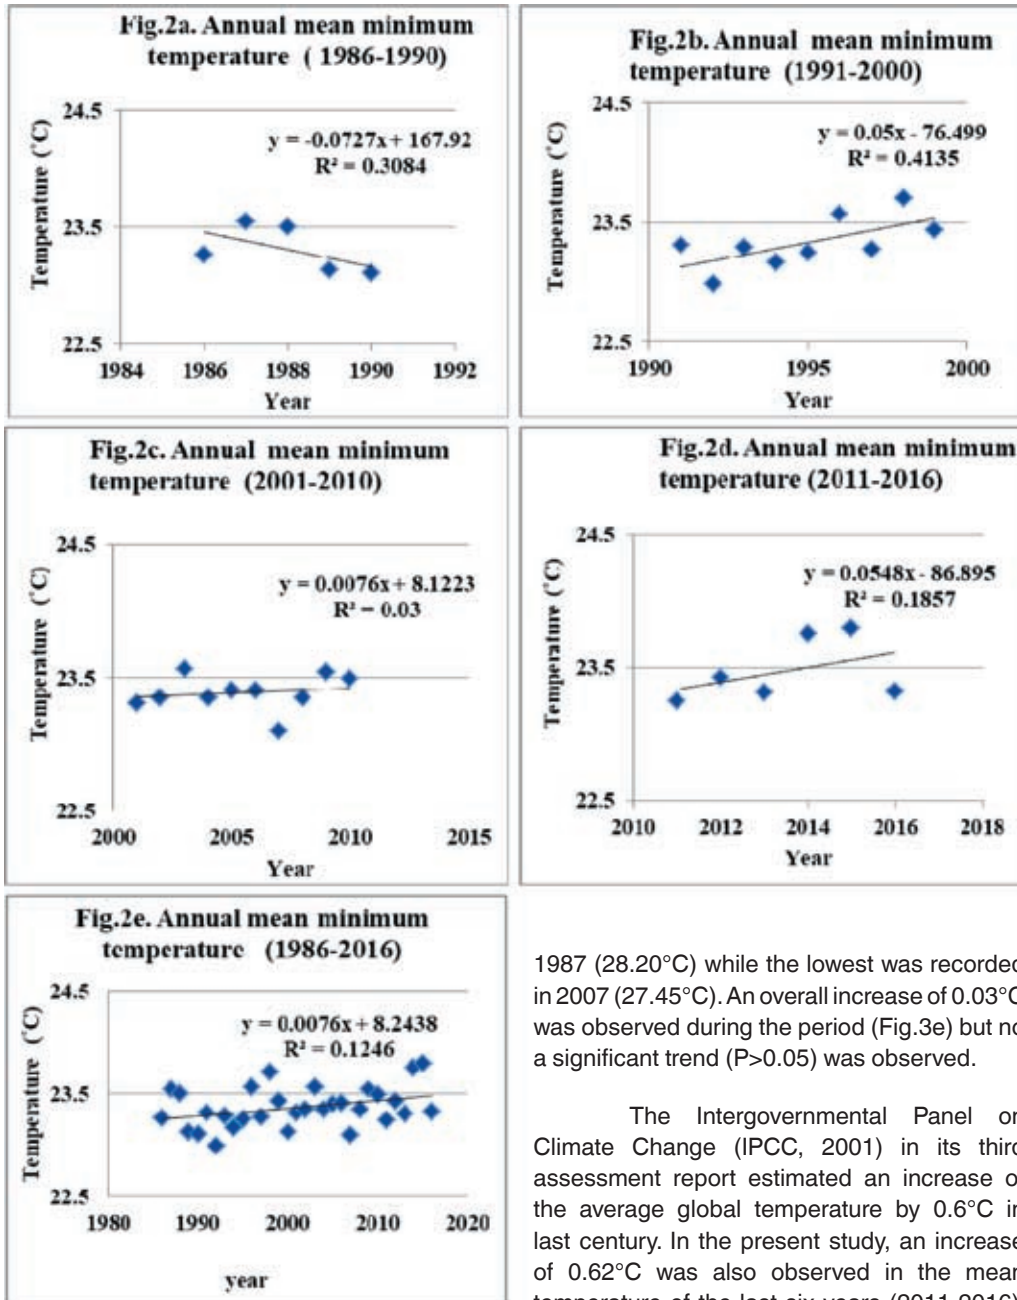 Fig.2a. Annual mean minimum
temperature ( 1986-1990)
24.5
23.5
22.5
Temperature (˚C)
y = -0.0727x + 167.92
R² = 0.3084
1984 1986 1988 1990 1992
Year
Fig.2b. Annual mean minimum
temperature (1991-2000)
24.5
23.5
22.5
Temperature (˚C)
y = 0.05x - 76.499
R² = 0.4135
1990 1995 2000
Year
Fig.2c. Annual mean minimum
temperature (2001-2010)
24.5
23.5
22.5
Temperature (˚C)
y = 0.0076x + 8.1223
R² = 0.03
2000 2005 2010 2015
Year
Fig.2d. Annual mean minimum
temperature (2011-2016)
24.5
23.5
22.5
Temperature (˚C)
y = 0.0548x - 86.895
R² = 0.1857
2010 2012 2014 2016 2018
Year
Fig.2e. Annual mean minimum
temperature (1986-2016)
24.5
23.5
22.5
Temperature (˚C)
y = 0.0076x + 8.2438
R² = 0.1246
1980 1990 2000 2010 2020
year
1987 (28.20°C) while the lowest was recorded
in 2007 (27.45°C). An overall increase of 0.03°C
was observed during the period (Fig.3e) but no
a significant trend (P>0.05) was observed.
The Intergovernmental Panel on
Climate Change (IPCC, 2001) in its third
assessment report estimated an increase of
the average global temperature by 0.6°C in
last century. In the present study, an increase
of 0.62°C was also observed in the mean
temperature of the last six years (2011-2016)